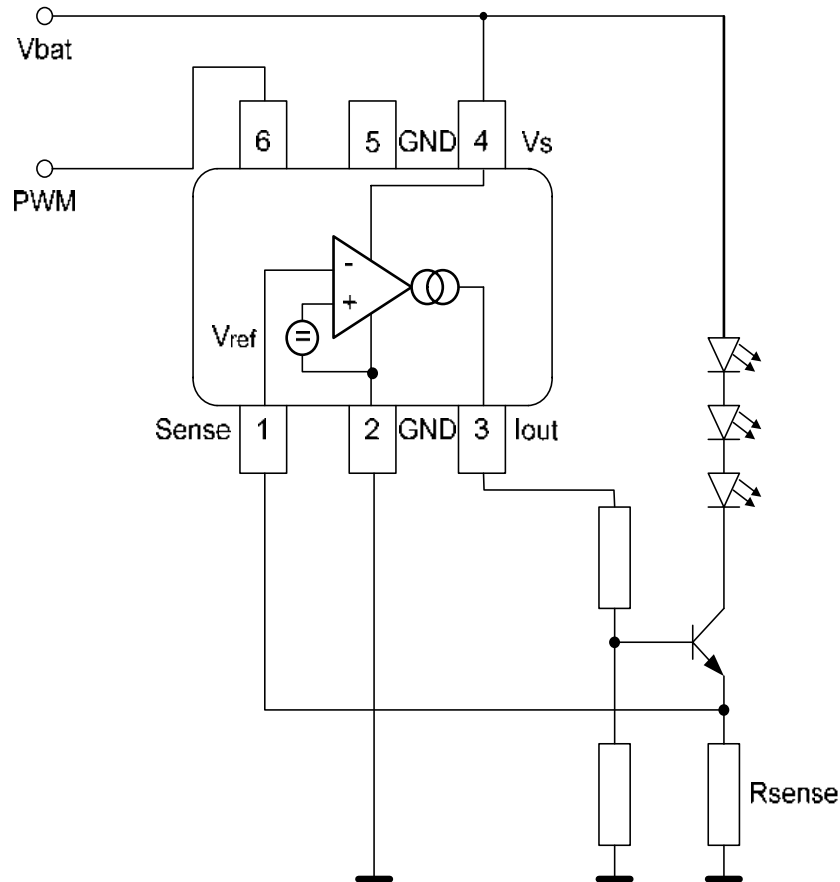 Vbat
6 5 GND 4 Vs
PWM
-
+
Vref
=
Sense 1 2 GND 3 Iout
Rsense